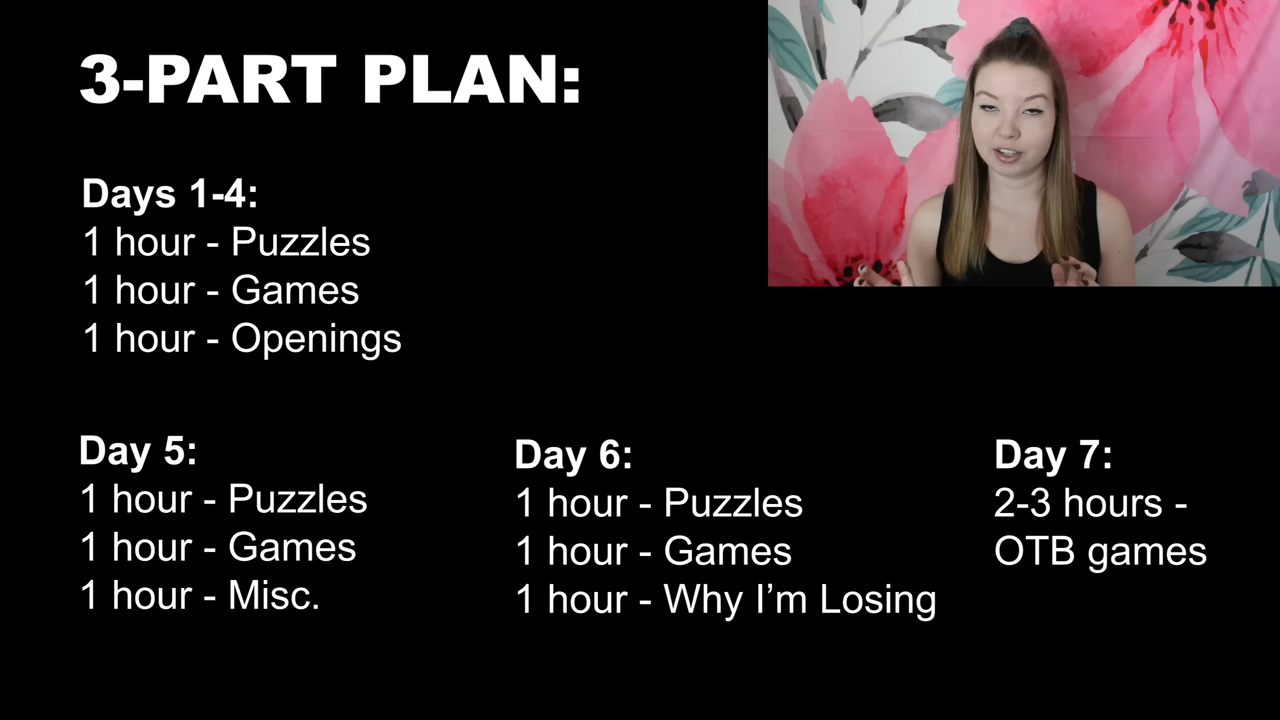 3-PART PLAN:
Days 1-4:
1 hour - Puzzles
1 hour - Games
1 hour - Openings
Day 5:
1 hour - Puzzles
1 hour - Games
1 hour - Misc.
Day 6:
1 hour - Puzzles
1 hour - Games
1 hour - Why I’m Losing
Day 7:
2-3 hours -
OTB games